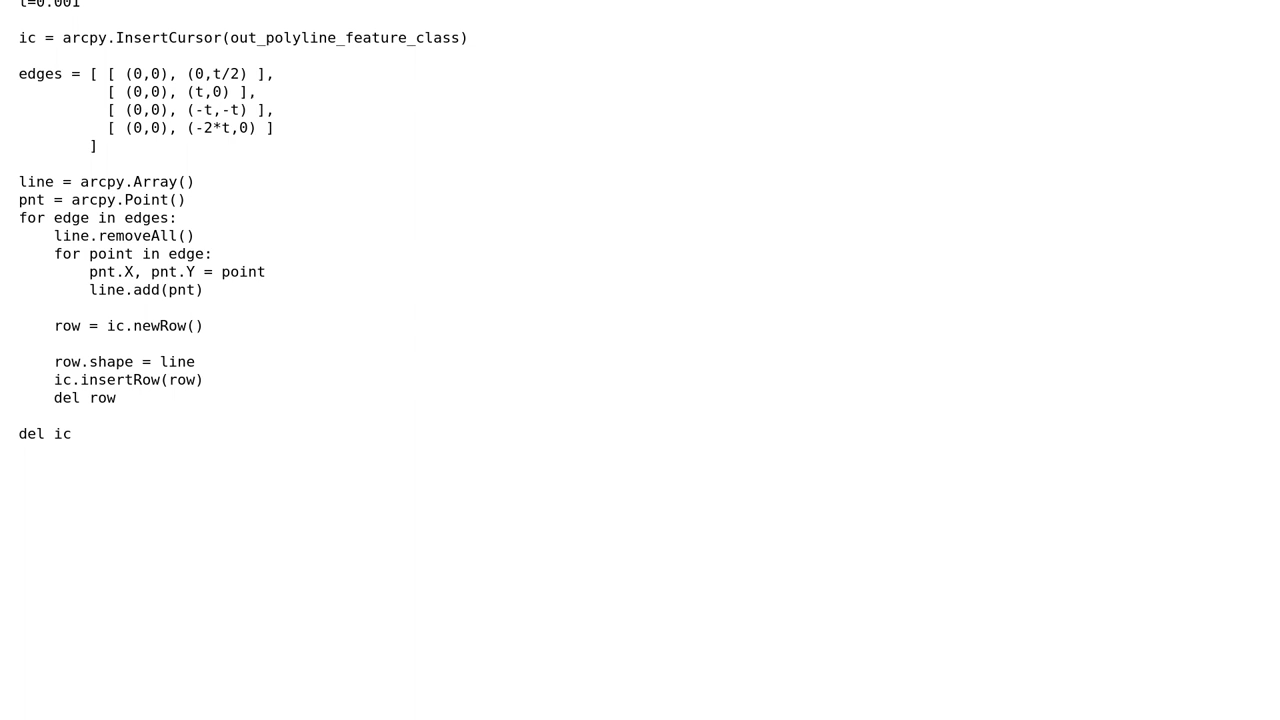 t=0.001
ic = arcpy.InsertCursor(out_polyline_feature_class)
edges = [ [ (0,0), (0,t/2) ],
          [ (0,0), (t,0) ],
          [ (0,0), (-t,-t) ],
          [ (0,0), (-2*t,0) ]
        ]
line = arcpy.Array()
pnt = arcpy.Point()
for edge in edges:
    line.removeAll()
    for point in edge:
        pnt.X, pnt.Y = point
        line.add(pnt)
    row = ic.newRow()
    row.shape = line
    ic.insertRow(row)
    del row
del ic